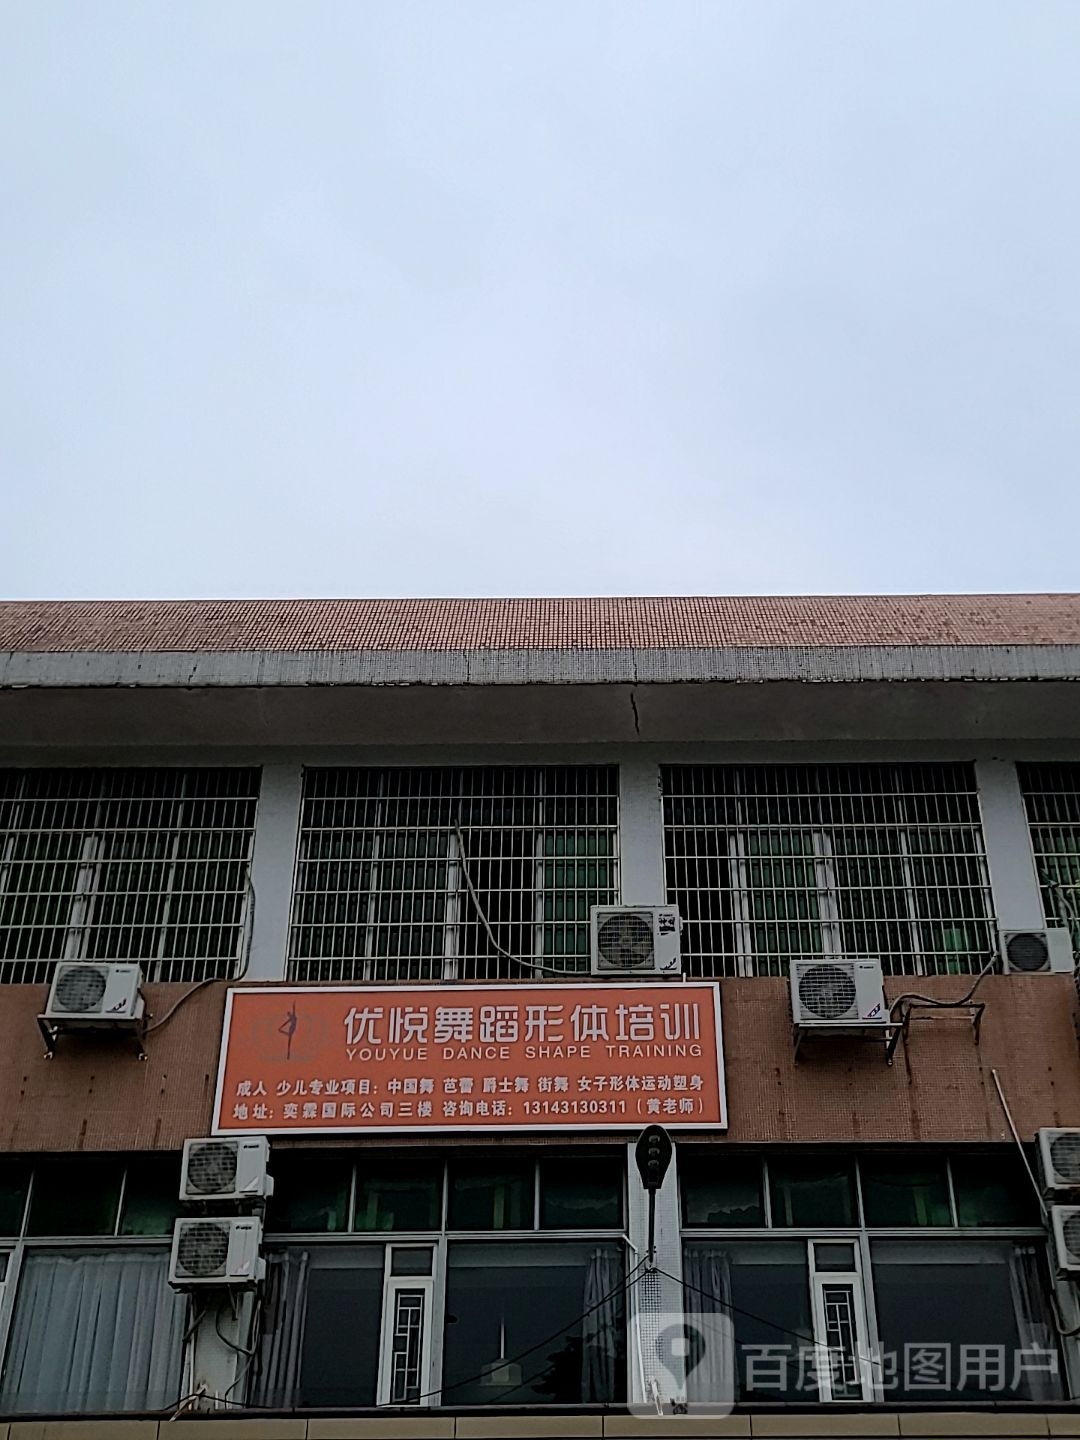 优悦舞蹈形体培训
YOUYUE DANCE SHAPE TRAINING
成人 少儿专业项目：中国舞 芭蕾 爵士舞 街舞 女子形体运动塑身
地址：奕霖国际公司三楼 咨询电话：13143130311（黄老师）
百度地图用户